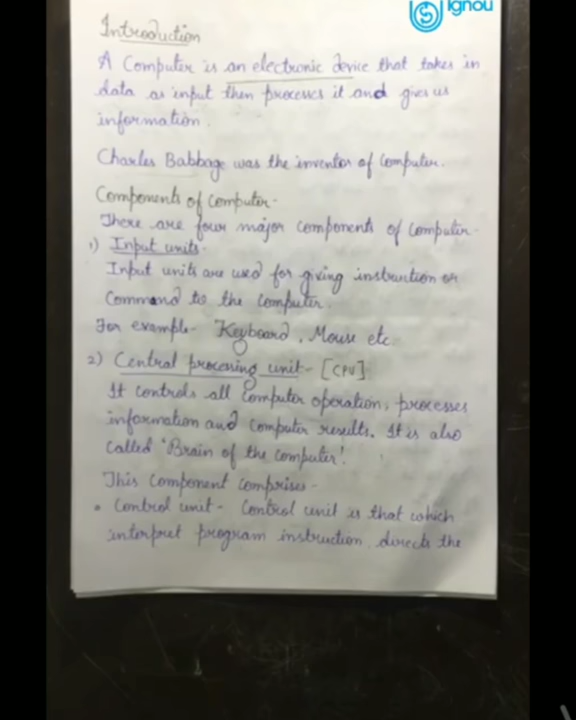 ignou
Introduction
A Computer is an electronic device that takes in
data as input then processes it and gives us
information.
Charles Babbage was the inventor of computer.
Components of computer-
There are four major components of computer-
1) Input units-
Input units are used for giving instruction or
Command to the computer.
For example- Keyboard, Mouse etc
2) Central processing unit- [CPU]
It controls all computer operation, processes
information and computer results. It is also
called 'Brain of the computer'.
This Component comprises-
• Control unit- Control unit is that which
interpret program instruction, directs the